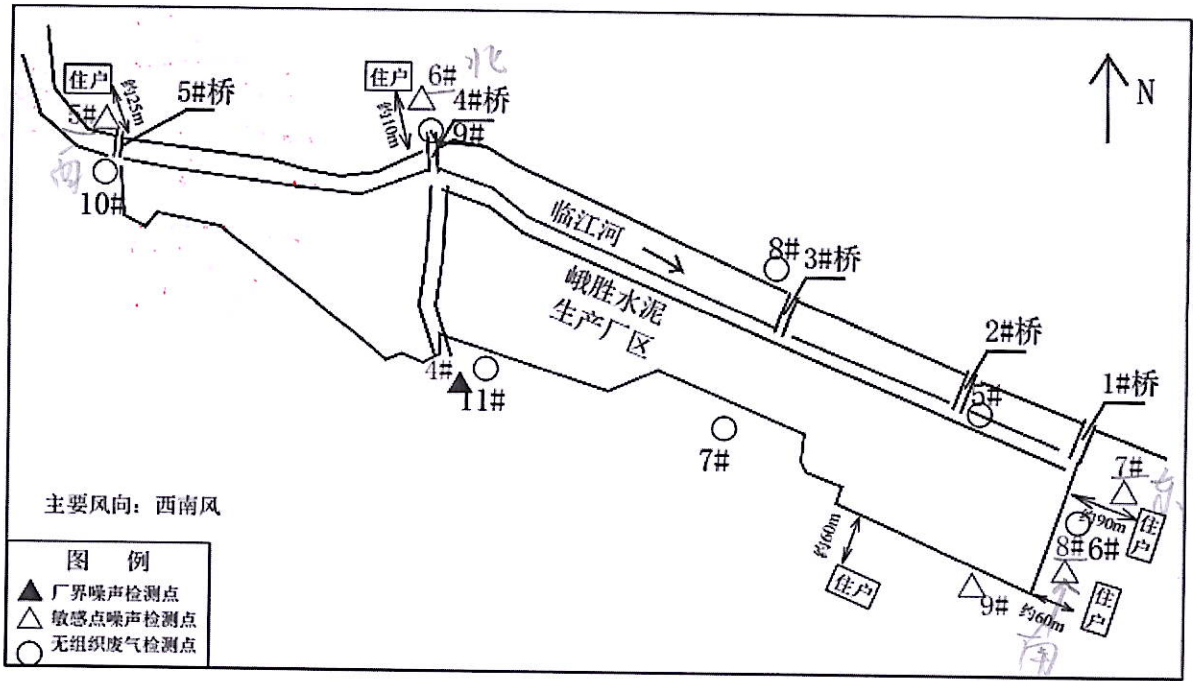 北
住户
住户
6#
N
约25m
5#桥
4#桥
5#
约10m
9#
西
10#
临江河
8#
3#桥
峨胜水泥
生产厂区
2#桥
4#
11#
5#
1#桥
7#
7#
东
主要风向：西南风
约90m
住户
约60m
8#
6#
住户
9#
约60m
住户
南
图 例
厂界噪声检测点
敏感点噪声检测点
无组织废气检测点